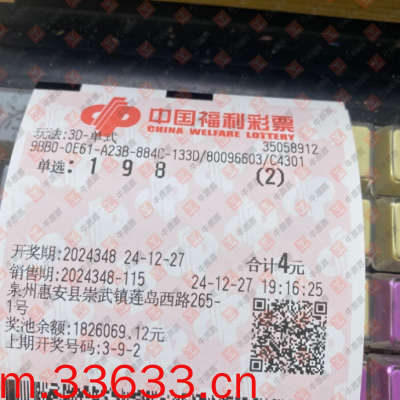 中国福利彩票
CHINA WELFARE LOTTERY
玩法:3D-单式 35058912
9BB0-0E61-A23B-884C-133D/80096603/C4301
单选: 1 9 8 (2)
开奖期:2024348 24-12-27 合计4元
销售期:2024348-115 24-12-27 19:16:25
泉州惠安县崇武镇莲岛西路265-
1号
奖池余额:1826069.12元
上期开奖号码:3-9-2
m.33633.cn